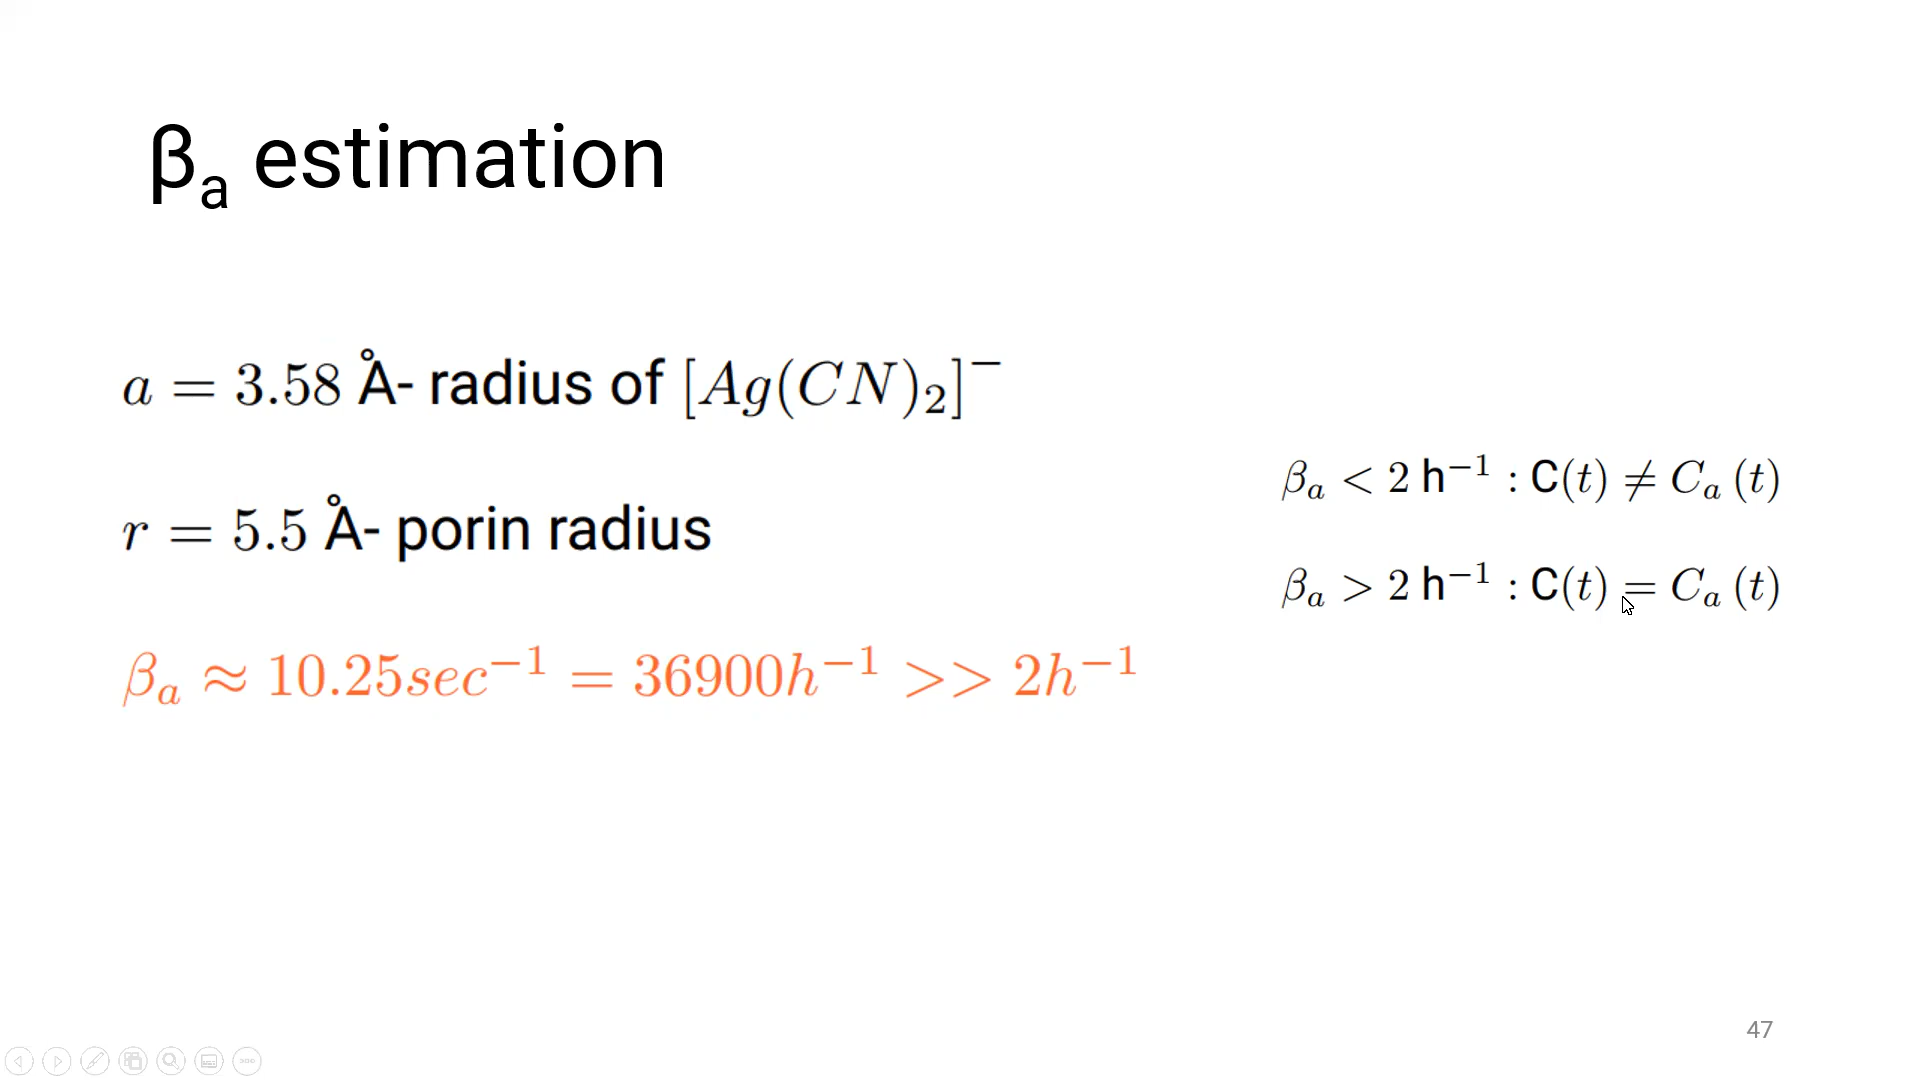 βₐ estimation
a = 3.58 Å- radius of [Ag(CN)₂]⁻
r = 5.5 Å- porin radius
βₐ ≈ 10.25sec⁻¹ = 36900h⁻¹ >> 2h⁻¹
βₐ < 2 h⁻¹ : C(t) ≠ Cₐ (t)
βₐ > 2 h⁻¹ : C(t) = Cₐ (t)
47